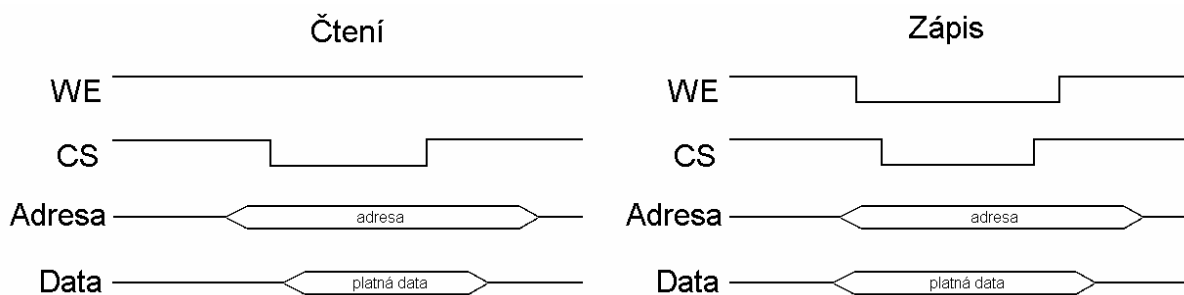 Čtení
WE
CS
Adresa
adresa
Data
platná data
Zápis
WE
CS
Adresa
adresa
Data
platná data